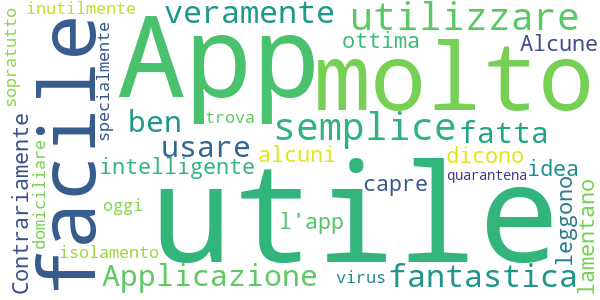 inutilmente
veramente
utilizzare
App
molto
facile
sopratutto
specialmente
ottima
Alcune
trova
ben
semplice
fatta
usare
Contrariamente
domiciliare
intelligente
alcuni
dicono
idea
capre
quarantena
utile
leggono
lamentano
oggi
l'app
isolamento
Applicazione
virus
fantastica